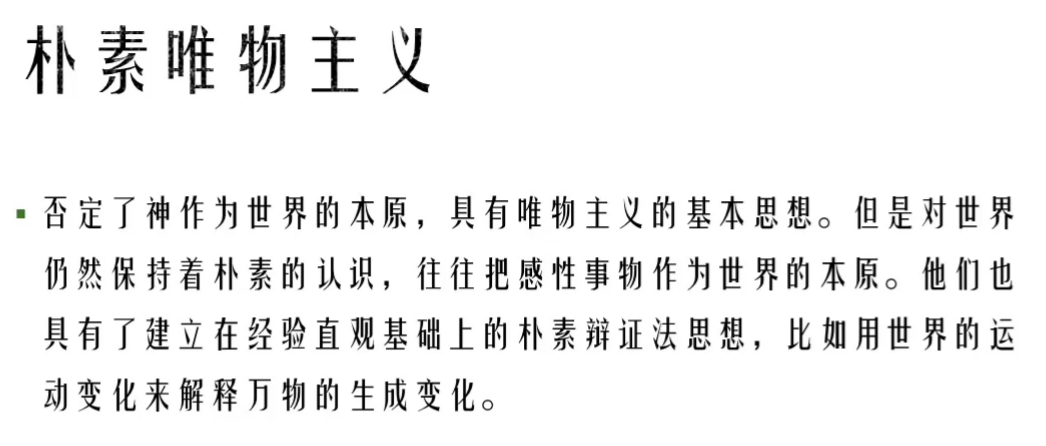 朴素唯物主义
否定了神作为世界的本原，具有唯物主义的基本思想。但是对世界
仍然保持着朴素的认识，往往把感性事物作为世界的本原。他们也
具有了建立在经验直观基础上的朴素辩证法思想，比如用世界的运
动变化来解释万物的生成变化。